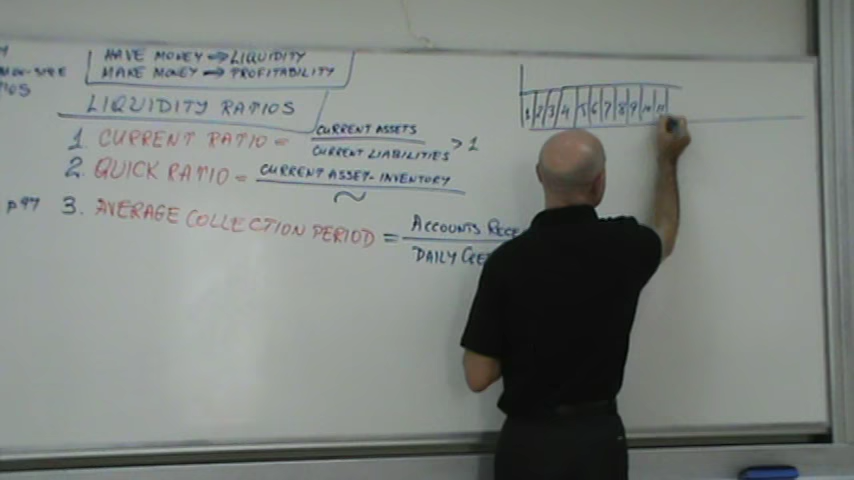 HAVE MONEY ⇒ LIQUIDITY
MAKE MONEY ⇒ PROFITABILITY
LIQUIDITY RATIOS
1 CURRENT RATIO = CURRENT ASSETS
CURRENT LIABILITIES >1
2. QUICK RATIO = CURRENT ASSET-INVENTORY
~
p97 3. AVERAGE COLLECTION PERIOD = ACCOUNTS
DAILY
1 2 3 4 5 6 7 8 9 10 11